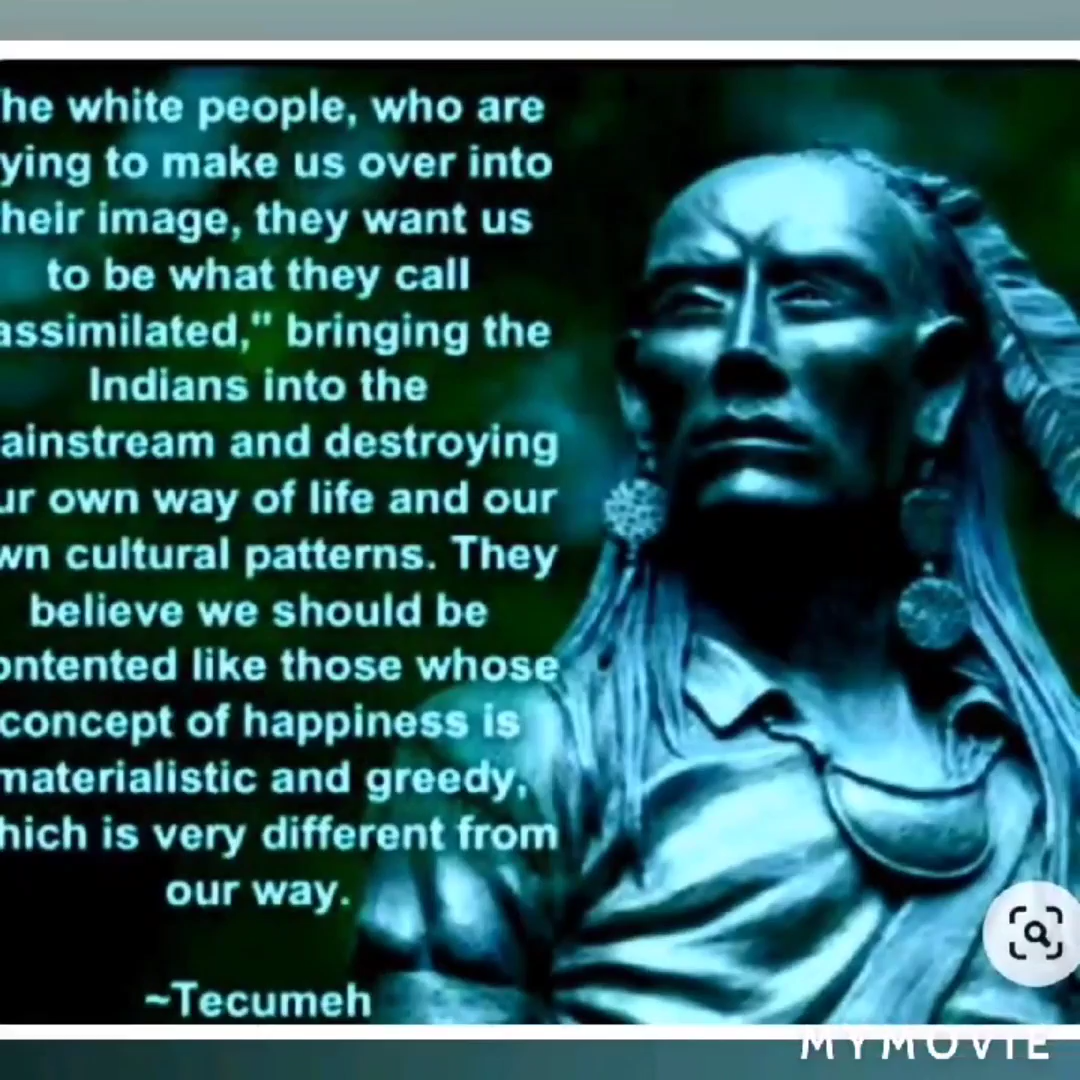 he white people, who are
ying to make us over into
heir image, they want us
to be what they call
assimilated," bringing the
Indians into the
ainstream and destroying
ur own way of life and our
wn cultural patterns. They
believe we should be
ontented like those whose
concept of happiness is
materialistic and greedy,
hich is very different from
our way.
~Tecumeh
MYMOVIE